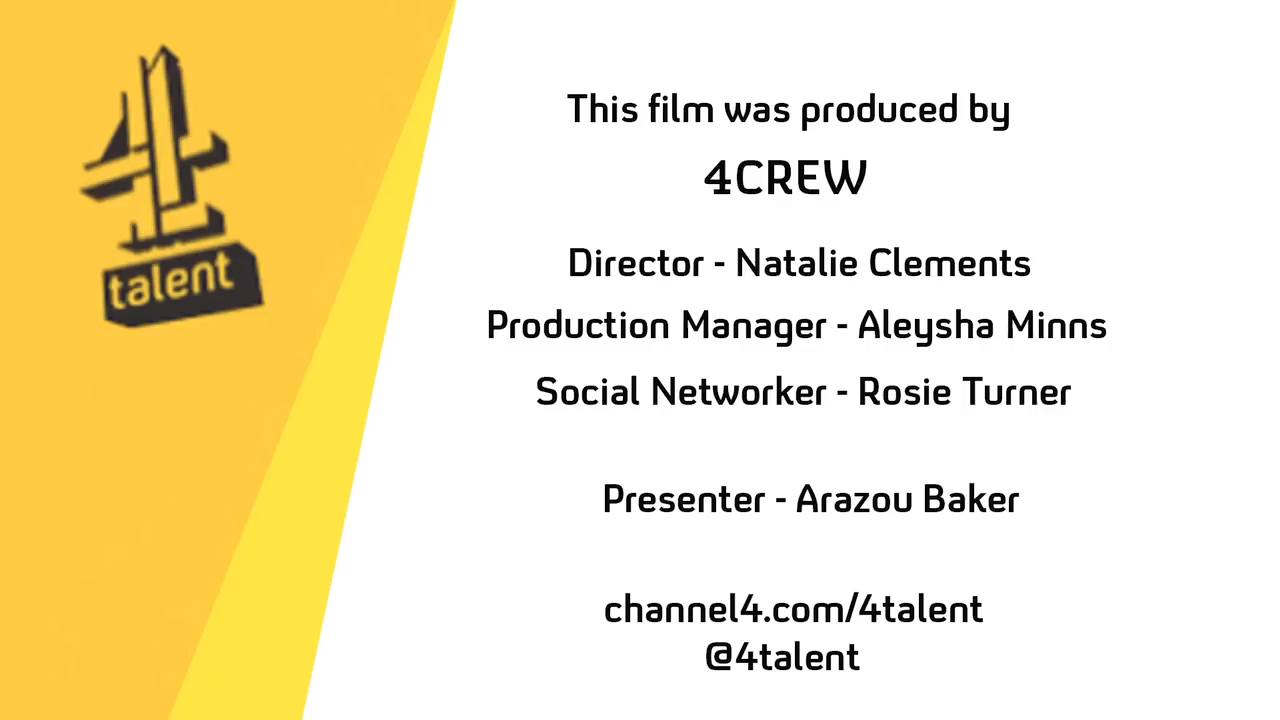 4
talent
This film was produced by
4CREW
Director - Natalie Clements
Production Manager - Aleysha Minns
Social Networker - Rosie Turner
Presenter - Arazou Baker
channel4.com/4talent
@4talent